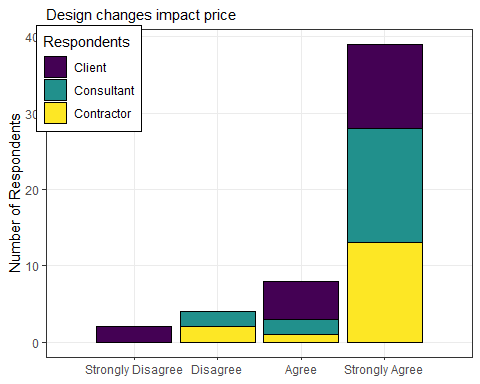 Design changes impact price
Respondents
Client
Consultant
Contractor
Number of Respondents
40
30
20
10
0
Strongly Disagree Disagree Agree Strongly Agree